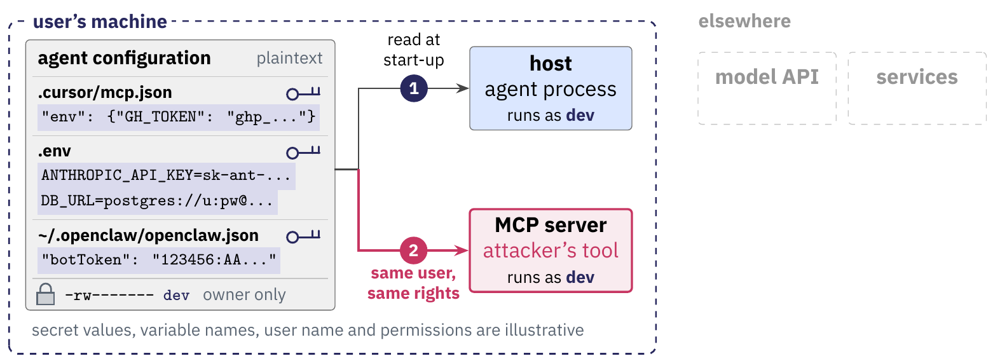 user’s machine
agent configuration plaintext
.cursor/mcp.json
"env": {"GH_TOKEN": "ghp_..."}
.env
ANTHROPIC_API_KEY=sk-ant-...
DB_URL=postgres://u:pw@...
~/.openclaw/openclaw.json
"botToken": "123456:AA..."
-rw------- dev owner only
secret values, variable names, user name and permissions are illustrative
read at
start-up
1
host
agent process
runs as dev
2
same user,
same rights
MCP server
attacker’s tool
runs as dev
elsewhere
model API
services